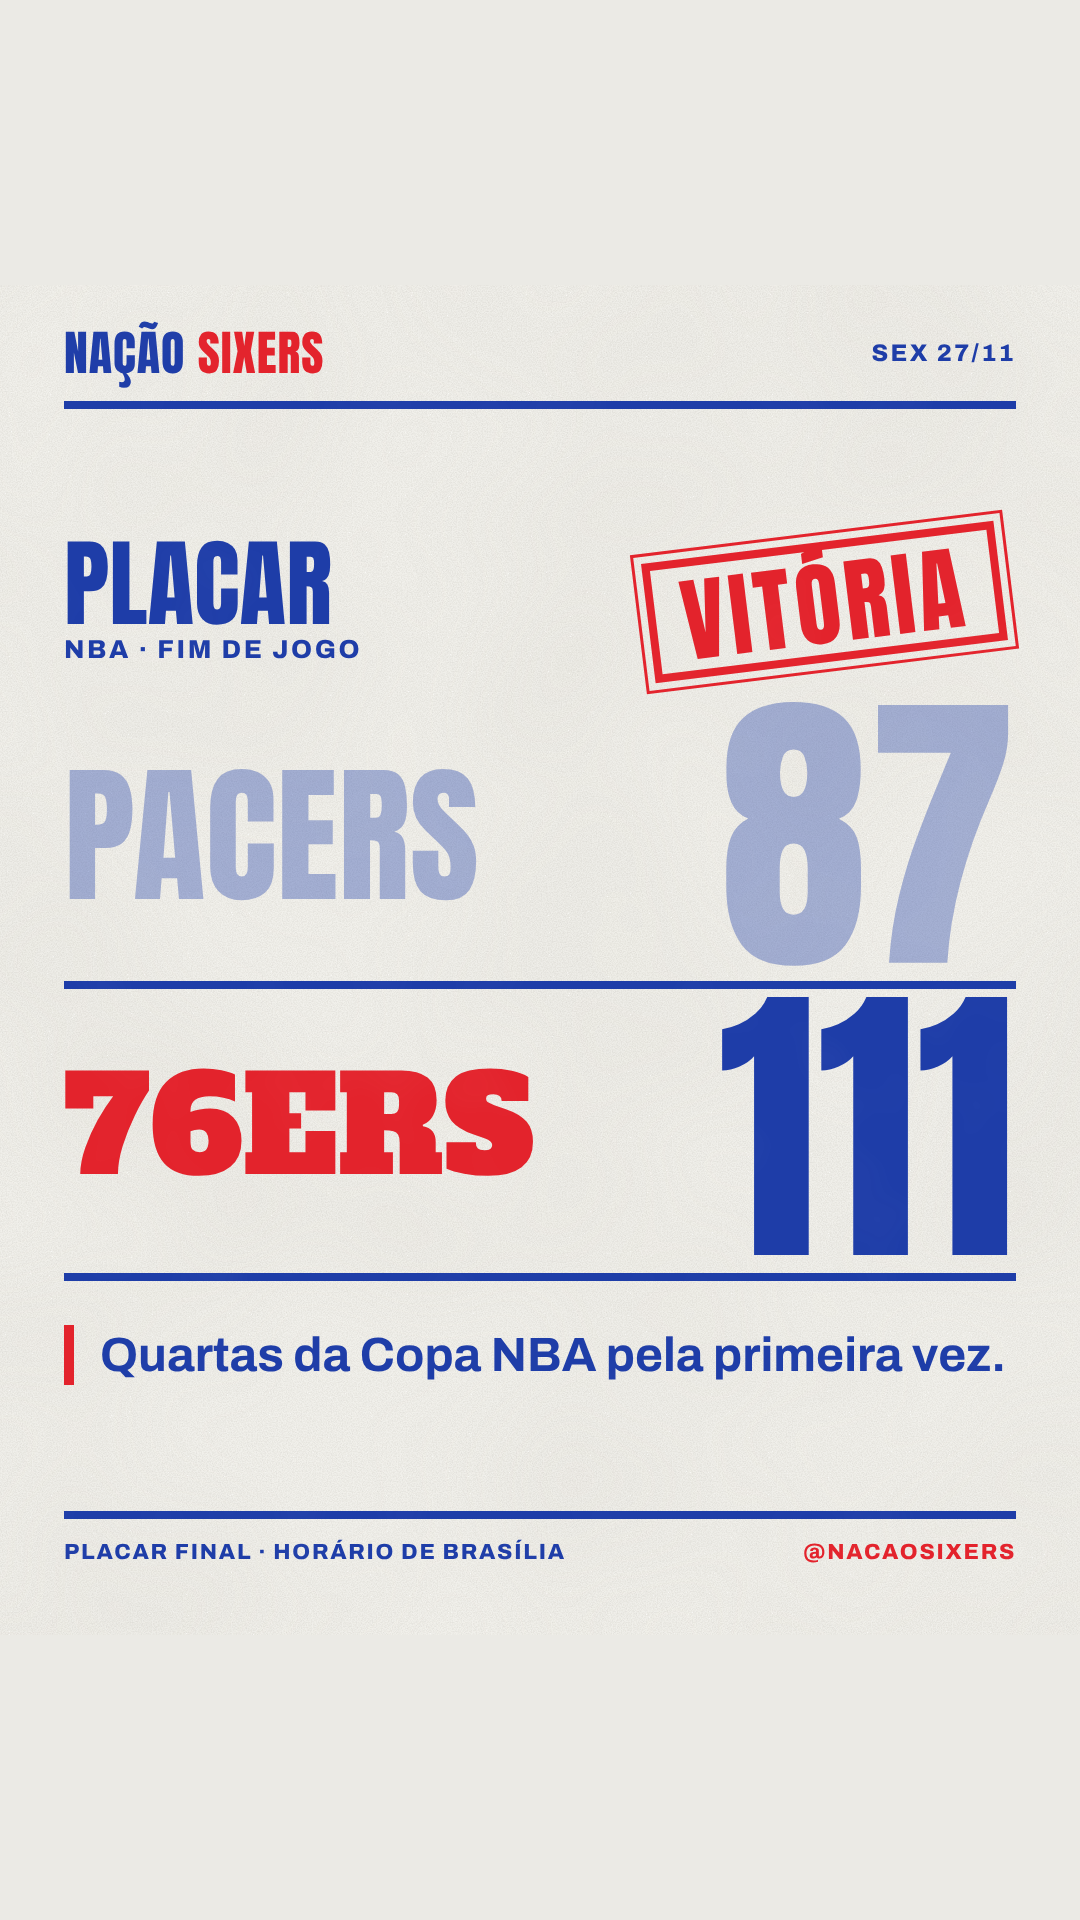 NAÇÃO SIXERS
SEX 27/11
PLACAR
NBA · FIM DE JOGO
VITÓRIA
PACERS 87
76ERS 111
Quartas da Copa NBA pela primeira vez.
PLACAR FINAL · HORÁRIO DE BRASÍLIA
@NACAOSIXERS